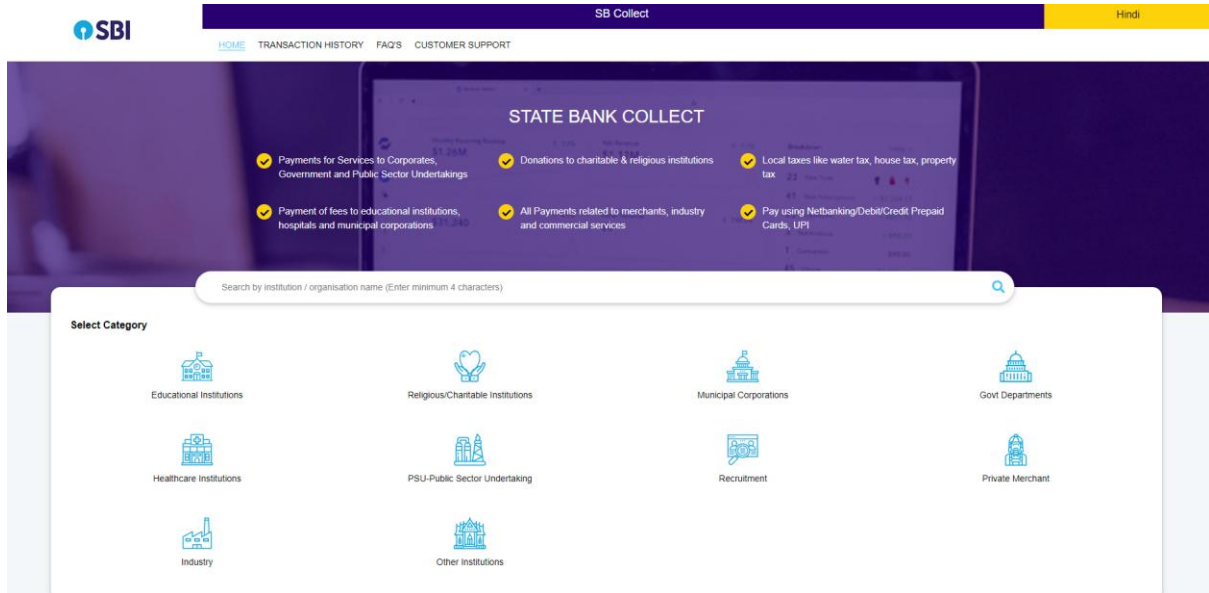 SBI
SB Collect
Hindi
HOME TRANSACTION HISTORY FAQ'S CUSTOMER SUPPORT
STATE BANK COLLECT
Payments for Services to Corporates,
Government and Public Sector Undertakings
Donations to charitable & religious institutions
Local taxes like water tax, house tax, property
tax
Payment of fees to educational institutions,
hospitals and municipal corporations
All Payments related to merchants, industry
and commercial services
Pay using Netbanking/Debit/Credit Prepaid
Cards, UPI
Search by institution / organisation name (Enter minimum 4 characters)
Select Category
Educational Institutions
Religious/Charitable Institutions
Municipal Corporations
Govt Departments
Healthcare Institutions
PSU-Public Sector Undertaking
Recruitment
Private Merchant
Industry
Other Institutions